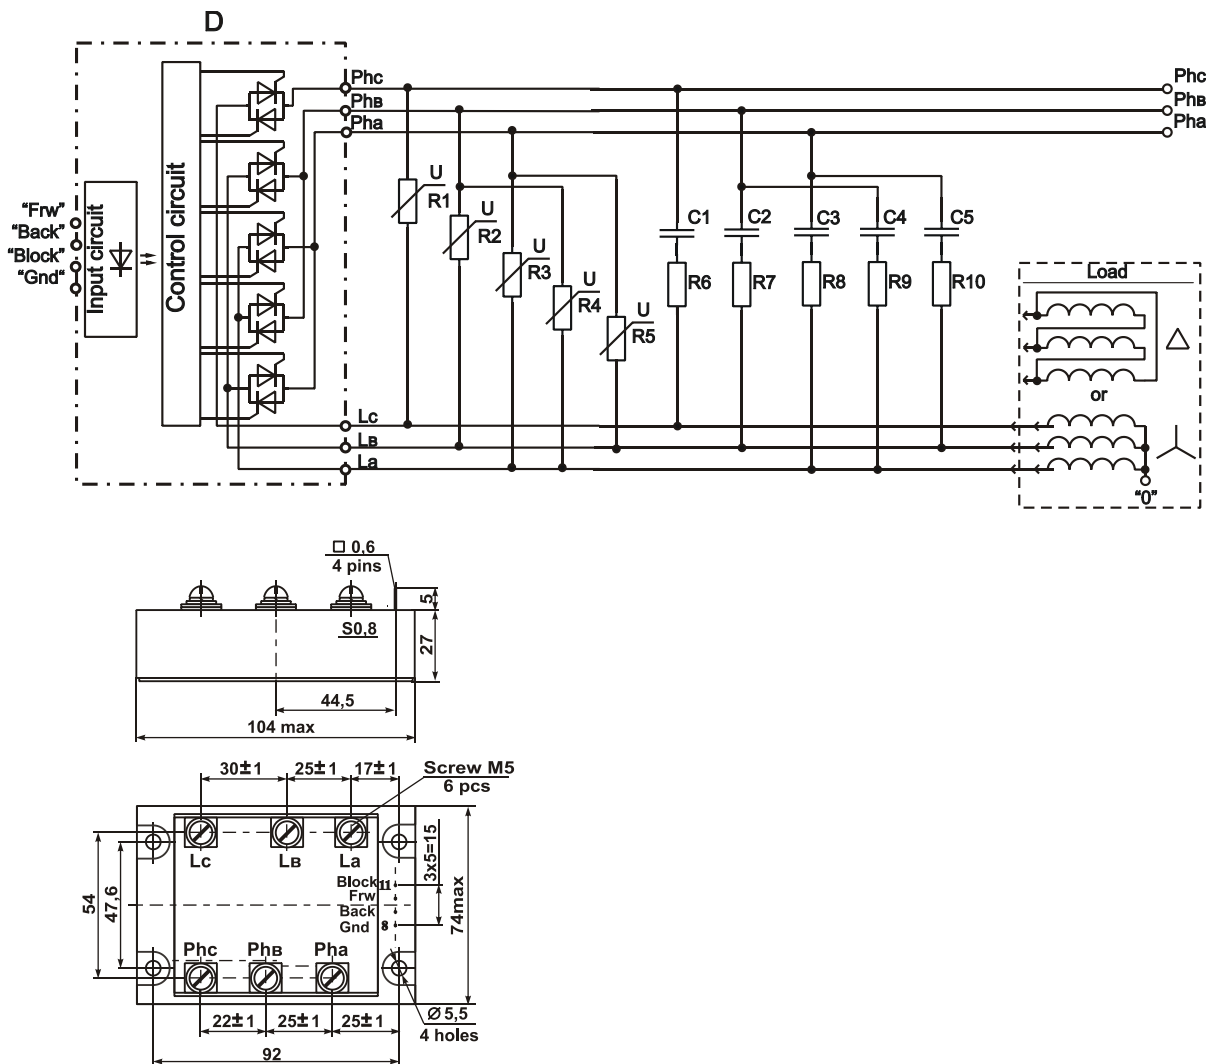 D
Phc
Phв
Pha
Phc
Phв
Pha
Control circuit
Input circuit
“Frw”
“Back”
“Block”
“Gnd“
U
R1
U
R2
U
R3
U
R4
U
R5
C1
C2
C3
C4
C5
R6
R7
R8
R9
R10
Load
or
“0”
Lc
Lв
La
0,6
4 pins
5
S0,8
27
44,5
104 max
30±1
25±1
17±1
Screw M5
6 pcs
Lc
Lв
La
Block 11
Frw
Back
Gnd 8
3x5=15
74max
54
47,6
Phc
Phв
Pha
22±1
25±1
25±1
Ø 5,5
4 holes
92